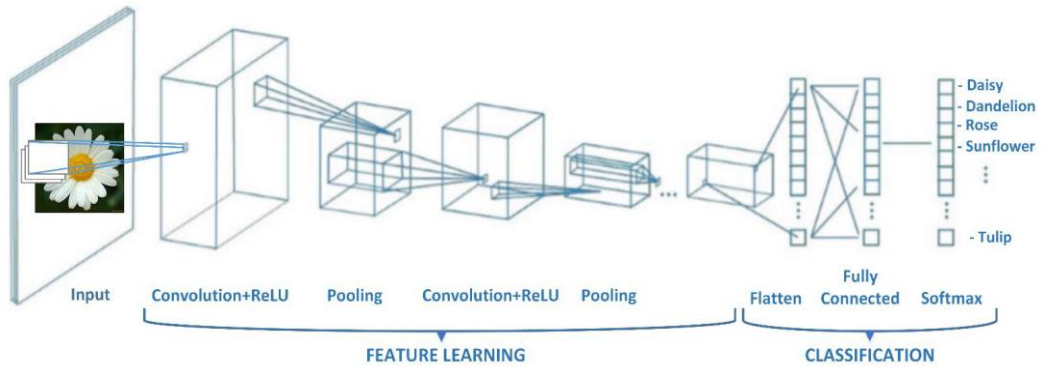 - Daisy
- Dandelion
- Rose
- Sunflower
- Tulip
Input
Convolution+ReLU
Pooling
Convolution+ReLU
Pooling
Flatten
Fully
Connected
Softmax
FEATURE LEARNING
CLASSIFICATION